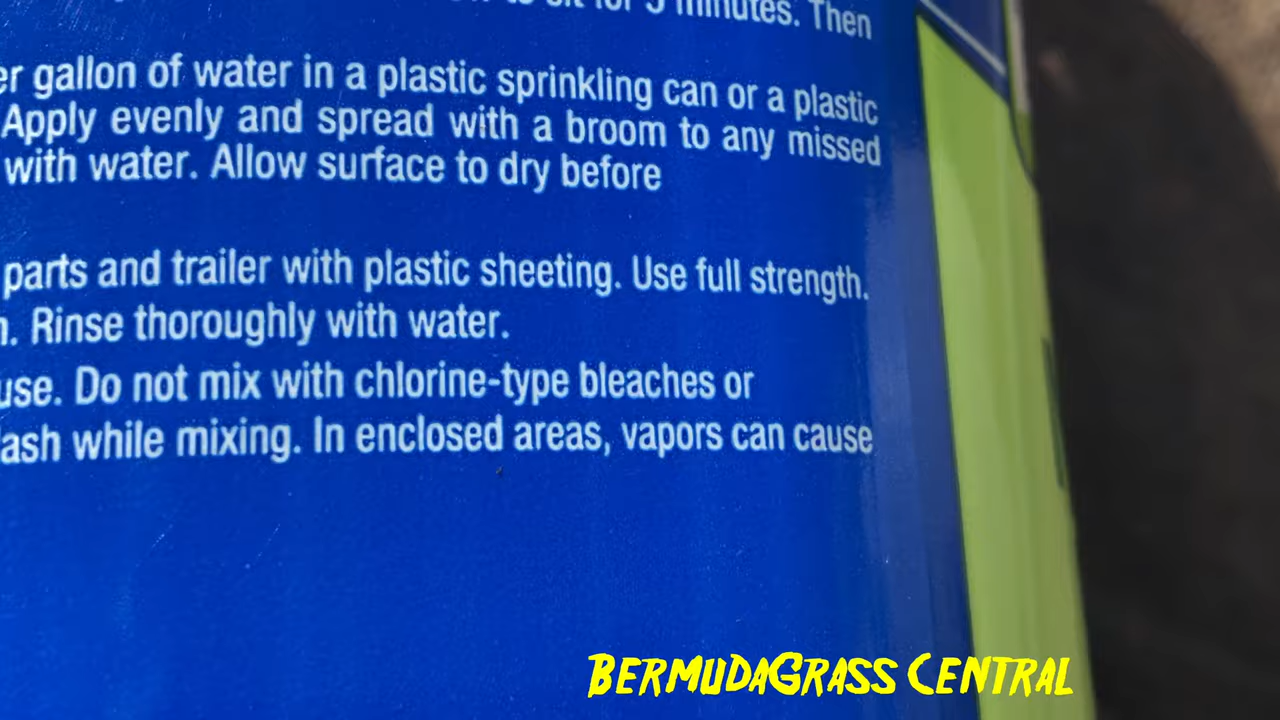 to sit for 5 minutes. Then
gallon of water in a plastic sprinkling can or a plastic
Apply evenly and spread with a broom to any missed
with water. Allow surface to dry before
parts and trailer with plastic sheeting. Use full strength.
Rinse thoroughly with water.
use. Do not mix with chlorine-type bleaches or
while mixing. In enclosed areas, vapors can cause
BERMUDAGRASS CENTRAL